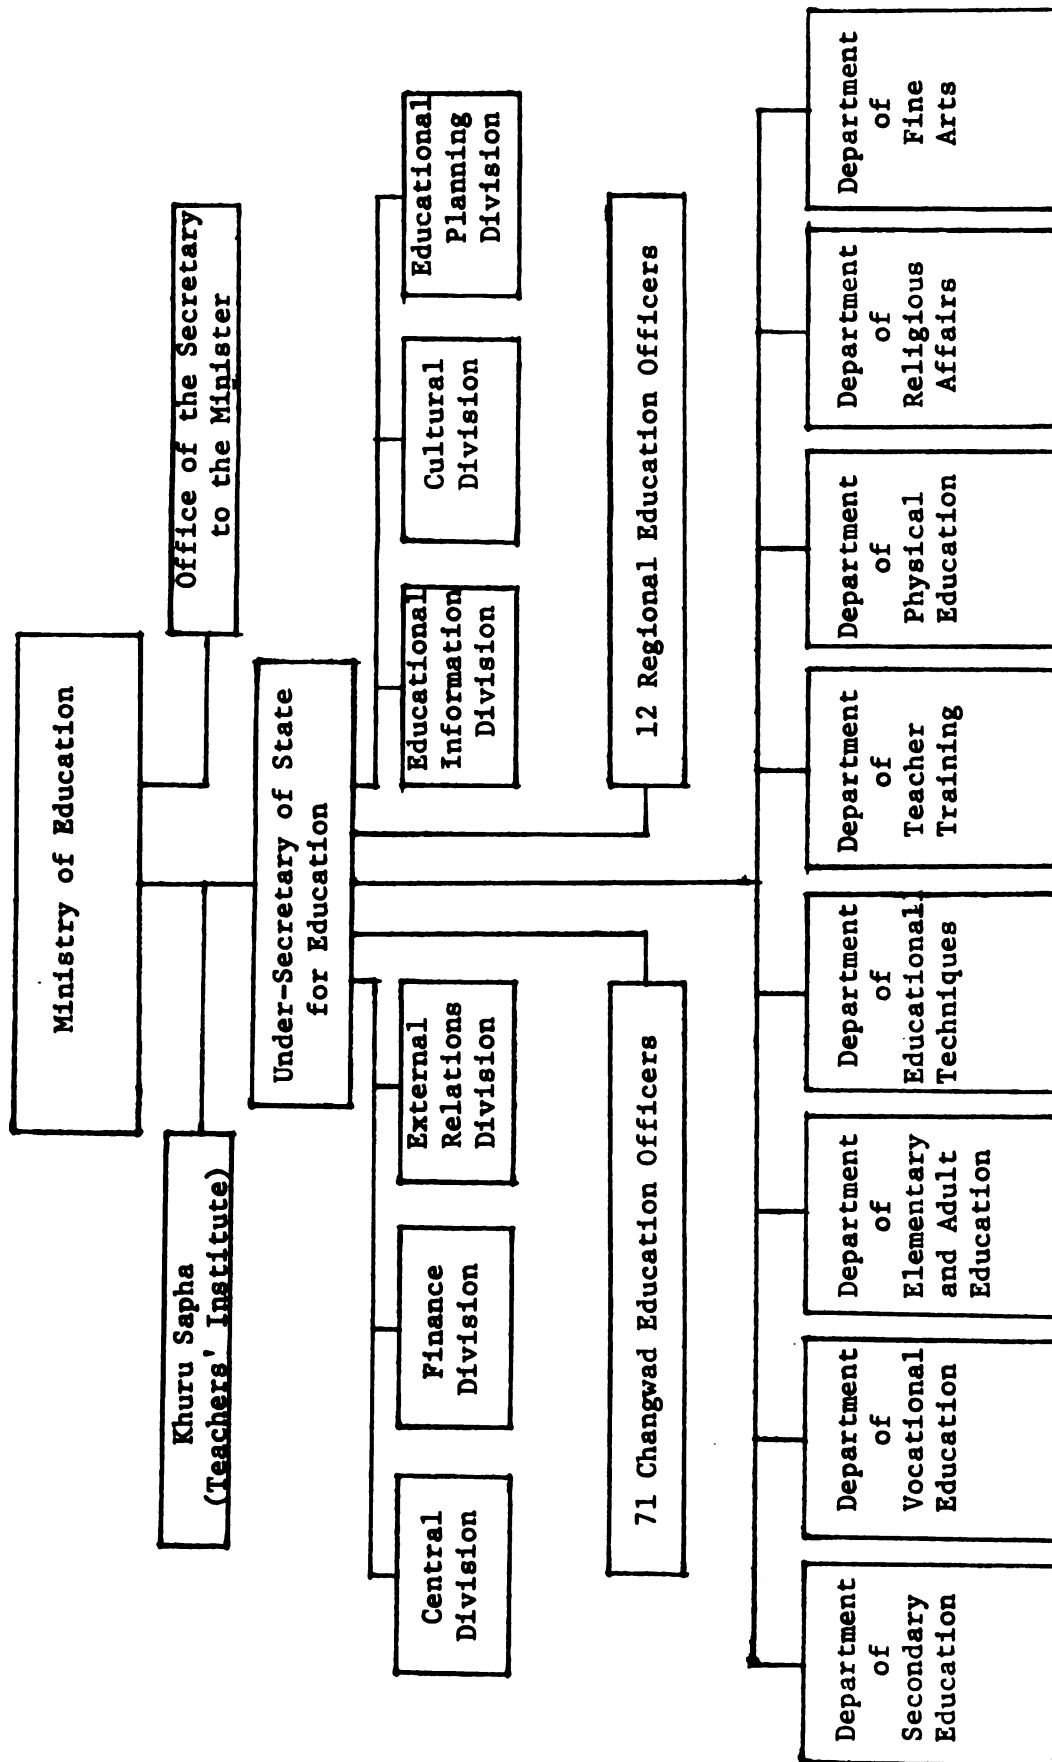 Ministry of Education
Khuru Sapha
(Teachers' Institute)
Office of the Secretary
to the Minister
Under-Secretary of State
for Education
Central
Division
Finance
Division
External
Relations
Division
Educational
Information
Division
Cultural
Division
Educational
Planning
Division
71 Changwad Education Officers
12 Regional Education Officers
Department
of
Secondary
Education
Department
of
Vocational
Education
Department
of
Elementary
and Adult
Education
Department
of
Educational
Techniques
Department
of
Teacher
Training
Department
of
Physical
Education
Department
of
Religious
Affairs
Department
of
Fine
Arts